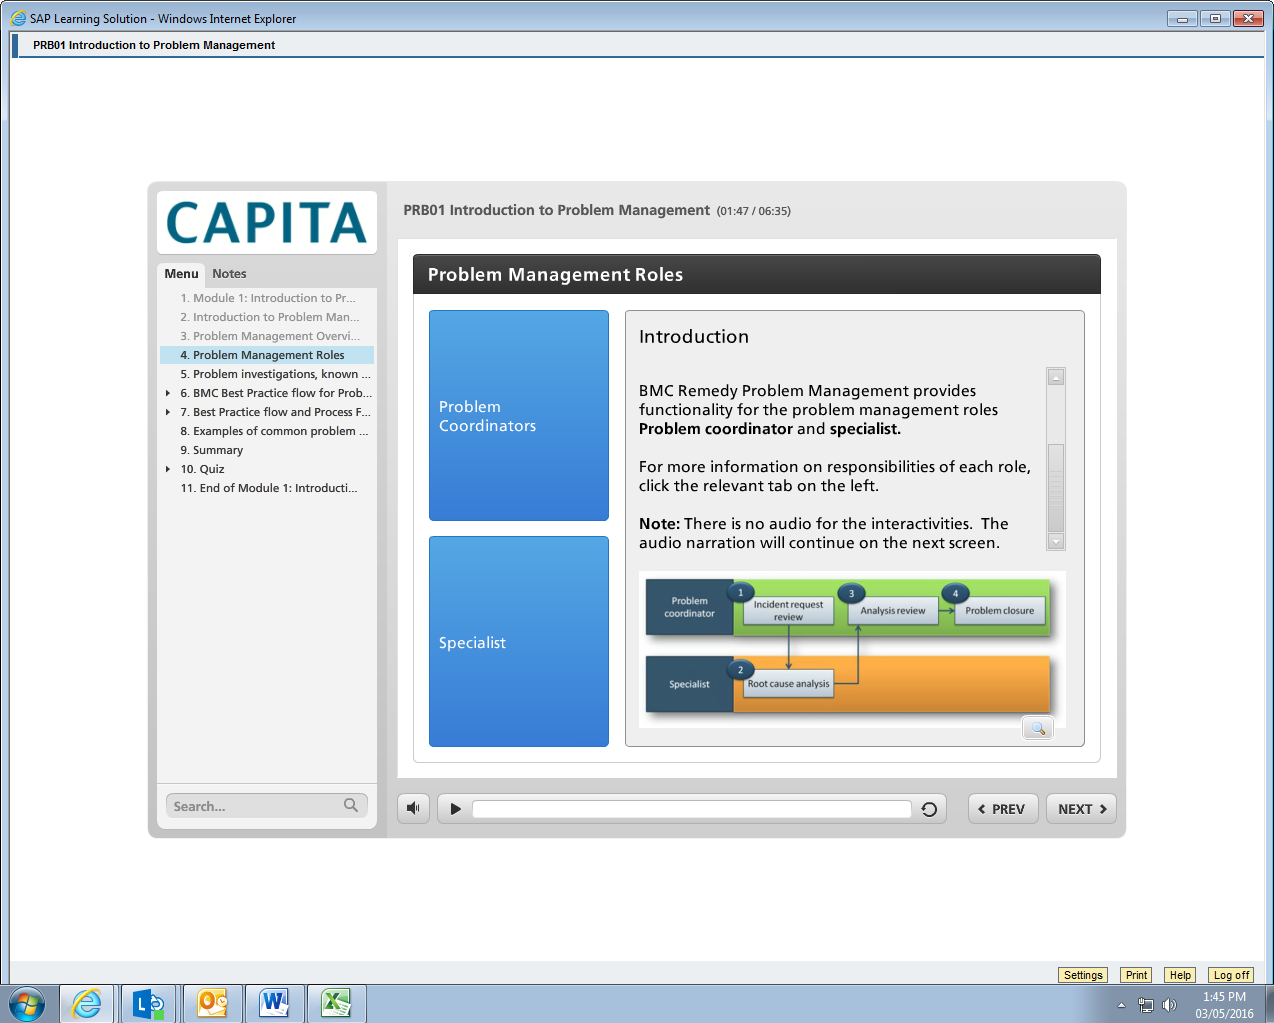 SAP Learning Solution - Windows Internet Explorer
PRB01 Introduction to Problem Management
CAPITA
PRB01 Introduction to Problem Management (01:47 / 06:35)
Menu Notes
1. Module 1: Introduction to Pr...
2. Introduction to Problem Man...
3. Problem Management Overvi...
4. Problem Management Roles
5. Problem investigations, known ...
6. BMC Best Practice flow for Prob...
7. Best Practice flow and Process F...
8. Examples of common problem ...
9. Summary
10. Quiz
11. End of Module 1: Introducti...
Search...
Problem Management Roles
Problem
Coordinators
Specialist
Introduction
BMC Remedy Problem Management provides
functionality for the problem management roles
Problem coordinator and specialist.
For more information on responsibilities of each role,
click the relevant tab on the left.
Note: There is no audio for the interactivities. The
audio narration will continue on the next screen.
Problem
coordinator
1
Incident request
review
3
Analysis review
4
Problem closure
Specialist
2
Root cause analysis
PREV
NEXT
Settings
Print
Help
Log off
1:45 PM
03/05/2016